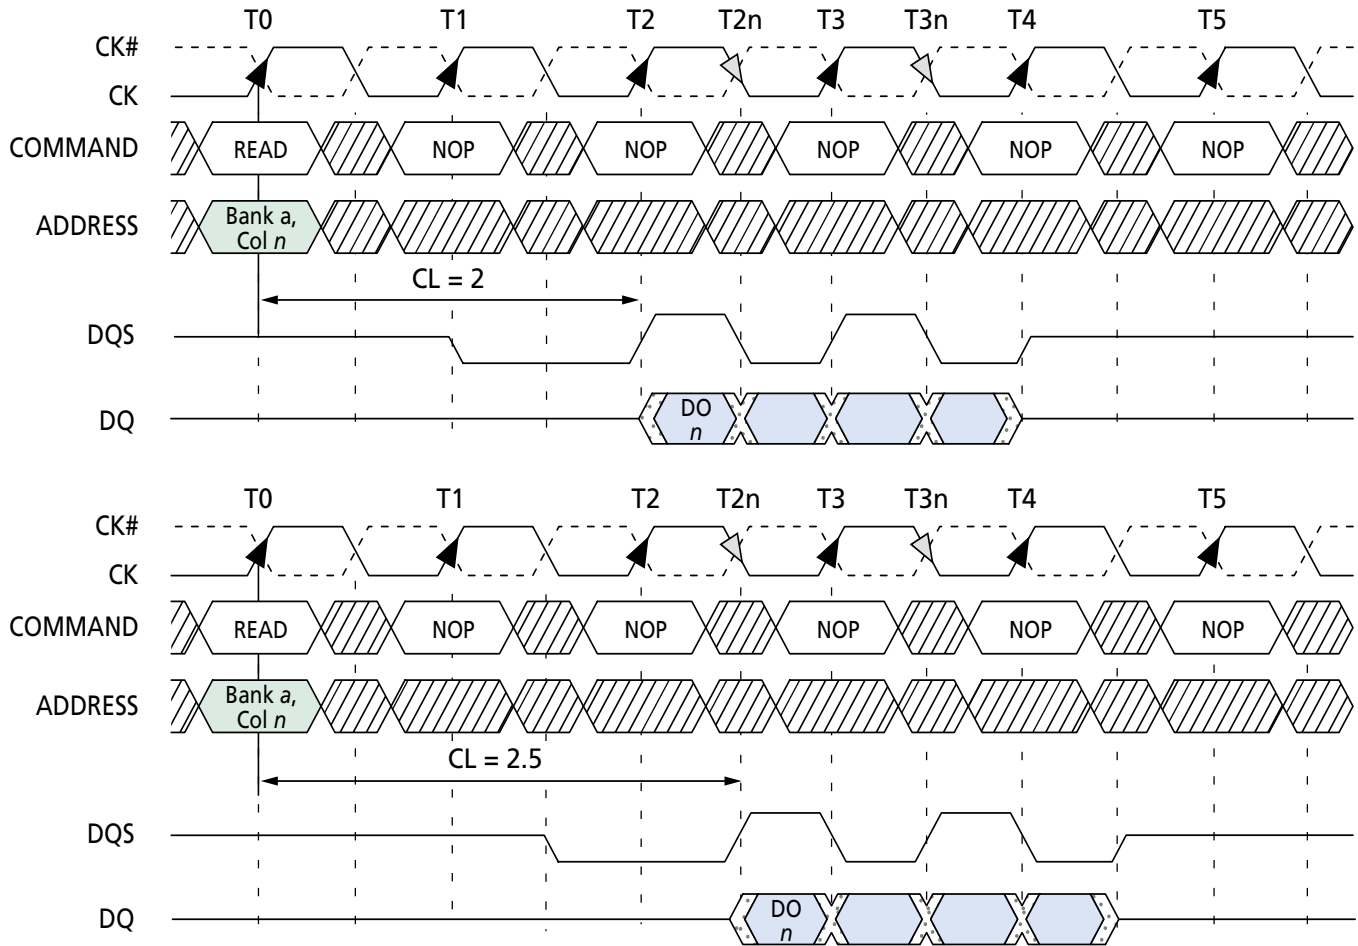 T0 T1 T2 T2n T3 T3n T4 T5
CK#
CK
COMMAND READ NOP NOP NOP NOP NOP
ADDRESS Bank a,
Col n
CL = 2
DQS
DQ DO
n
T0 T1 T2 T2n T3 T3n T4 T5
CK#
CK
COMMAND READ NOP NOP NOP NOP NOP
ADDRESS Bank a,
Col n
CL = 2.5
DQS
DQ DO
n